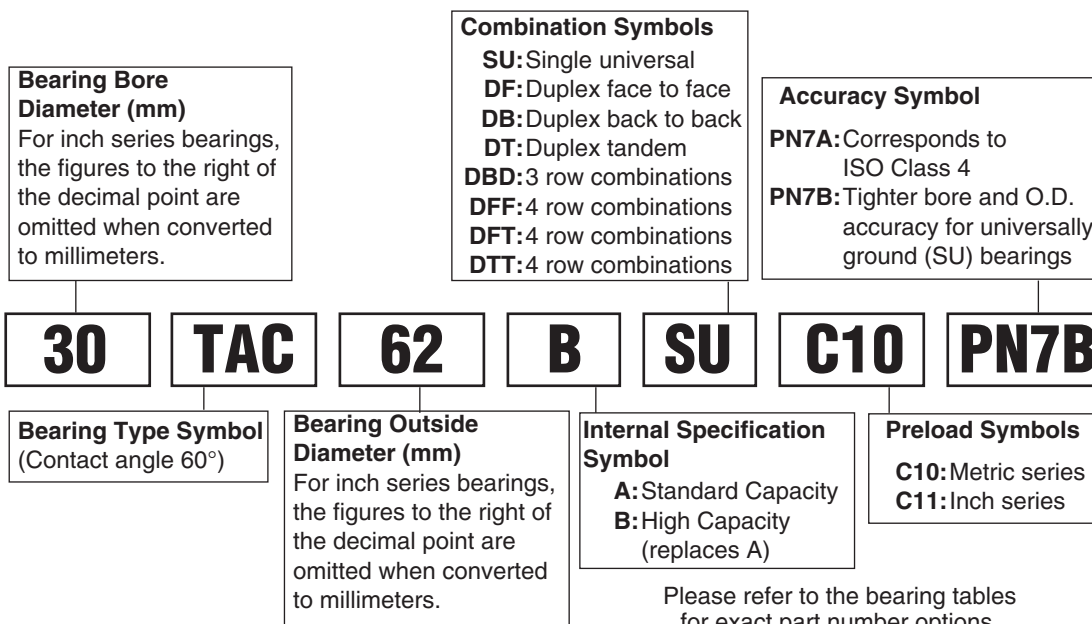 Combination Symbols
SU: Single universal
DF: Duplex face to face
DB: Duplex back to back
DT: Duplex tandem
DBD: 3 row combinations
DFF: 4 row combinations
DFT: 4 row combinations
DTT: 4 row combinations
Bearing Bore
Diameter (mm)
For inch series bearings,
the figures to the right of
the decimal point are
omitted when converted
to millimeters.
Accuracy Symbol
PN7A: Corresponds to
ISO Class 4
PN7B: Tighter bore and O.D.
accuracy for universally
ground (SU) bearings
30 TAC 62 B SU C10 PN7B
Bearing Type Symbol
(Contact angle 60°)
Bearing Outside
Diameter (mm)
For inch series bearings,
the figures to the right of
the decimal point are
omitted when converted
to millimeters.
Internal Specification
Symbol
A: Standard Capacity
B: High Capacity
(replaces A)
Preload Symbols
C10: Metric series
C11: Inch series
Please refer to the bearing tables
for exact part number options